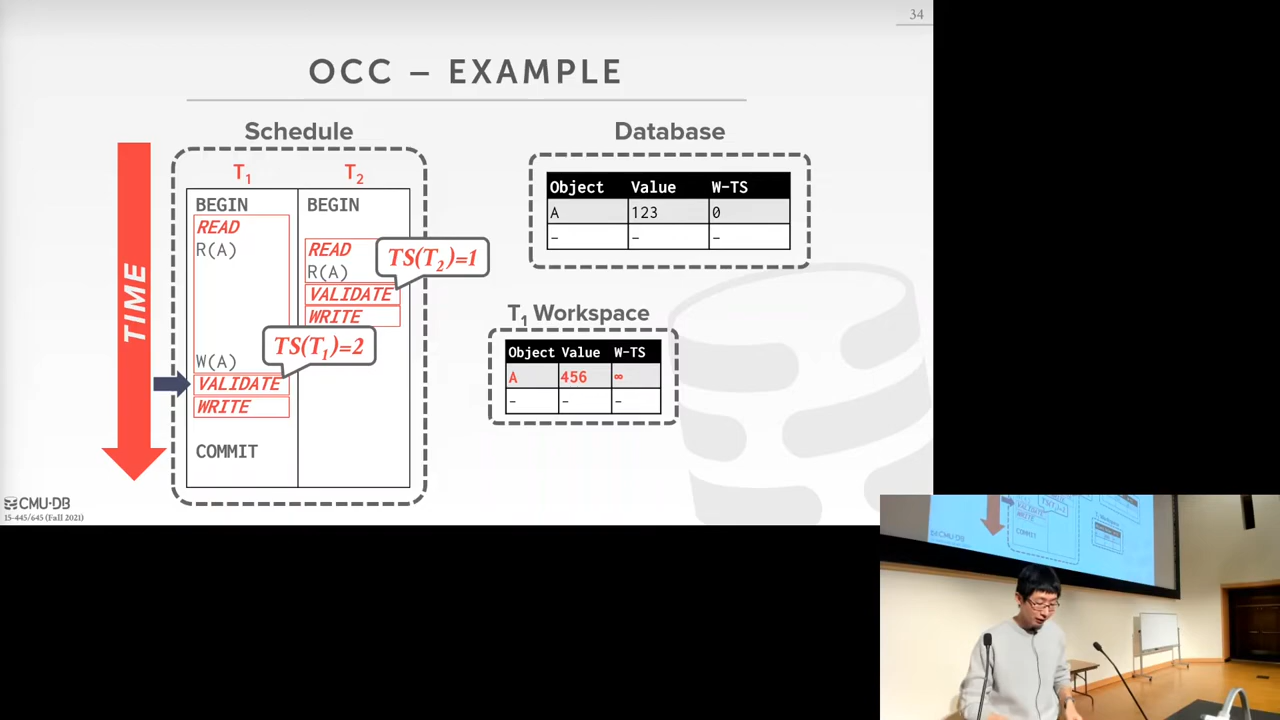 34
OCC – EXAMPLE
Schedule
Database
T1
T2
TIME
BEGIN
BEGIN
READ
R(A)
READ
R(A)
TS(T2)=1
VALIDATE
WRITE
TS(T1)=2
W(A)
VALIDATE
WRITE
COMMIT
Object Value W-TS
A 123 0
– – –
T1 Workspace
Object Value W-TS
A 456 ∞
– – –
CMU·DB
15-445/645 (Fall 2021)
COMMIT